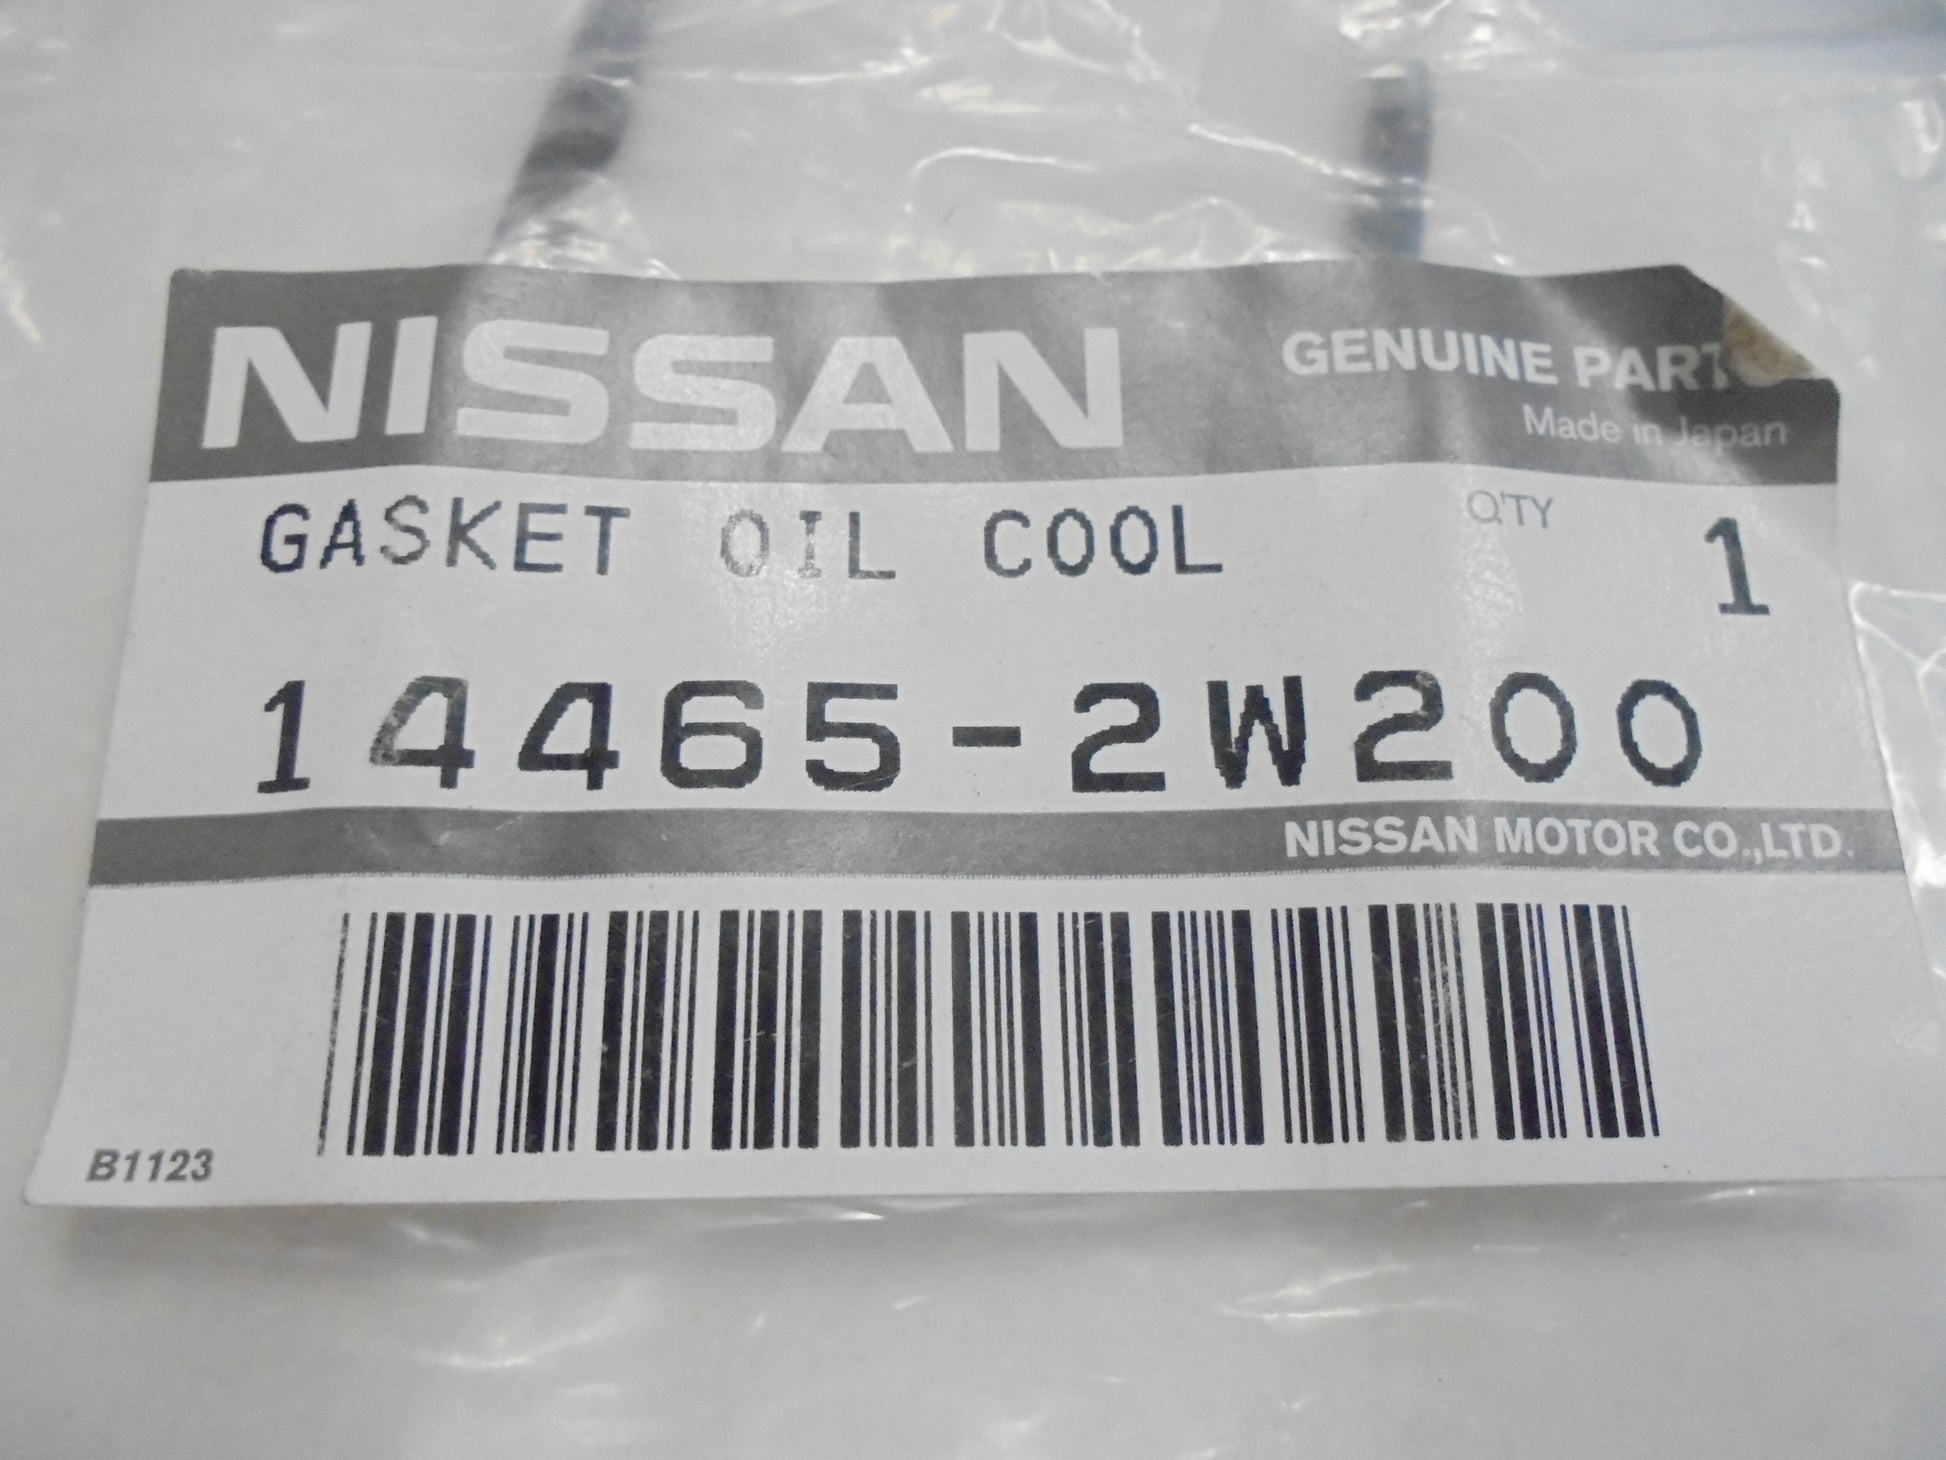 NISSAN
GENUINE PART
Made in Japan
GASKET OIL COOL
Q'TY 1
14465-2W200
NISSAN MOTOR CO.,LTD.
B1123